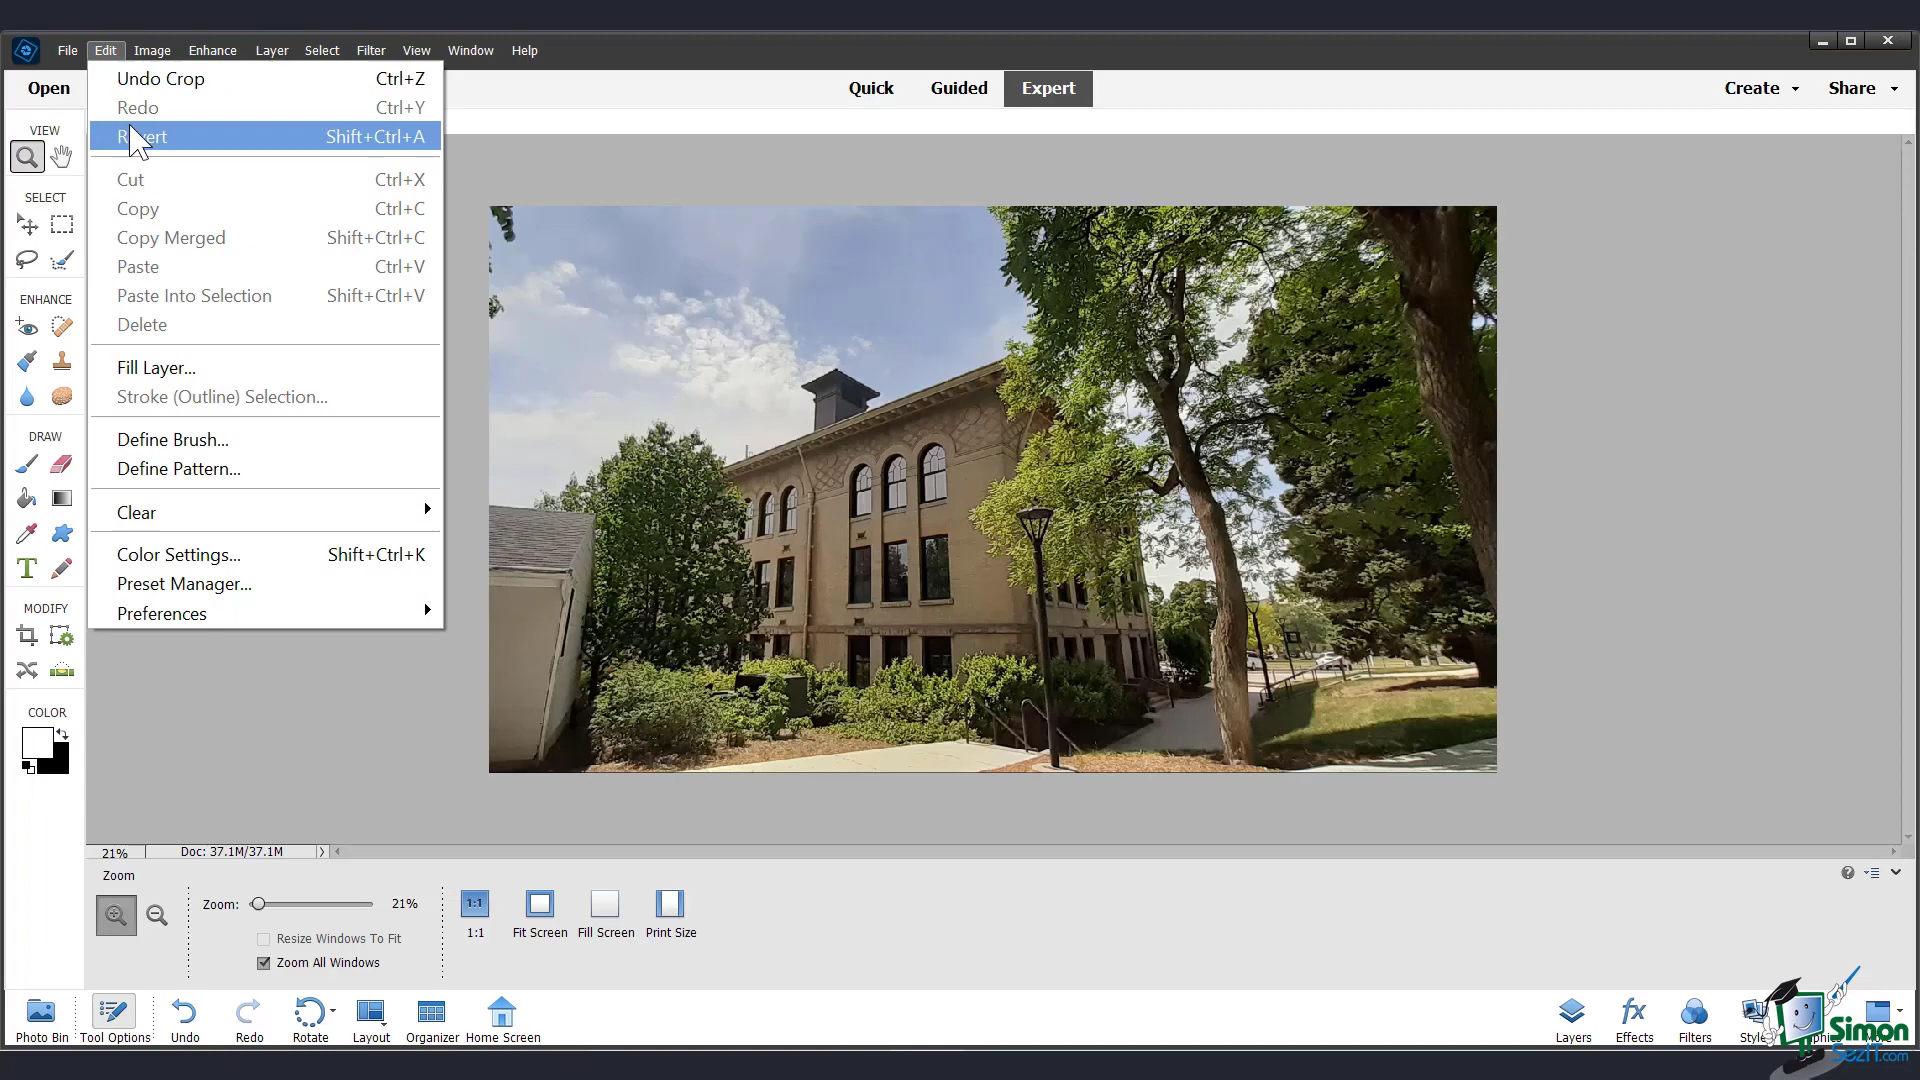 File Edit Image Enhance Layer Select Filter View Window Help
Open Quick Guided Expert Create Share
Undo Crop Ctrl+Z
Redo Ctrl+Y
Revert Shift+Ctrl+A
Cut Ctrl+X
Copy Ctrl+C
Copy Merged Shift+Ctrl+C
Paste Ctrl+V
Paste Into Selection Shift+Ctrl+V
Delete
Fill Layer...
Stroke (Outline) Selection...
Define Brush...
Define Pattern...
Clear
Color Settings... Shift+Ctrl+K
Preset Manager...
Preferences
VIEW
SELECT
ENHANCE
DRAW
T
MODIFY
COLOR
21% Doc: 37.1M/37.1M
Zoom
Zoom: 21%
Resize Windows To Fit
Zoom All Windows
1:1
1:1 Fit Screen Fill Screen Print Size
Photo Bin Tool Options Undo Redo Rotate Layout Organizer Home Screen
fx
Layers Effects Filters
Simon
SezIT.com